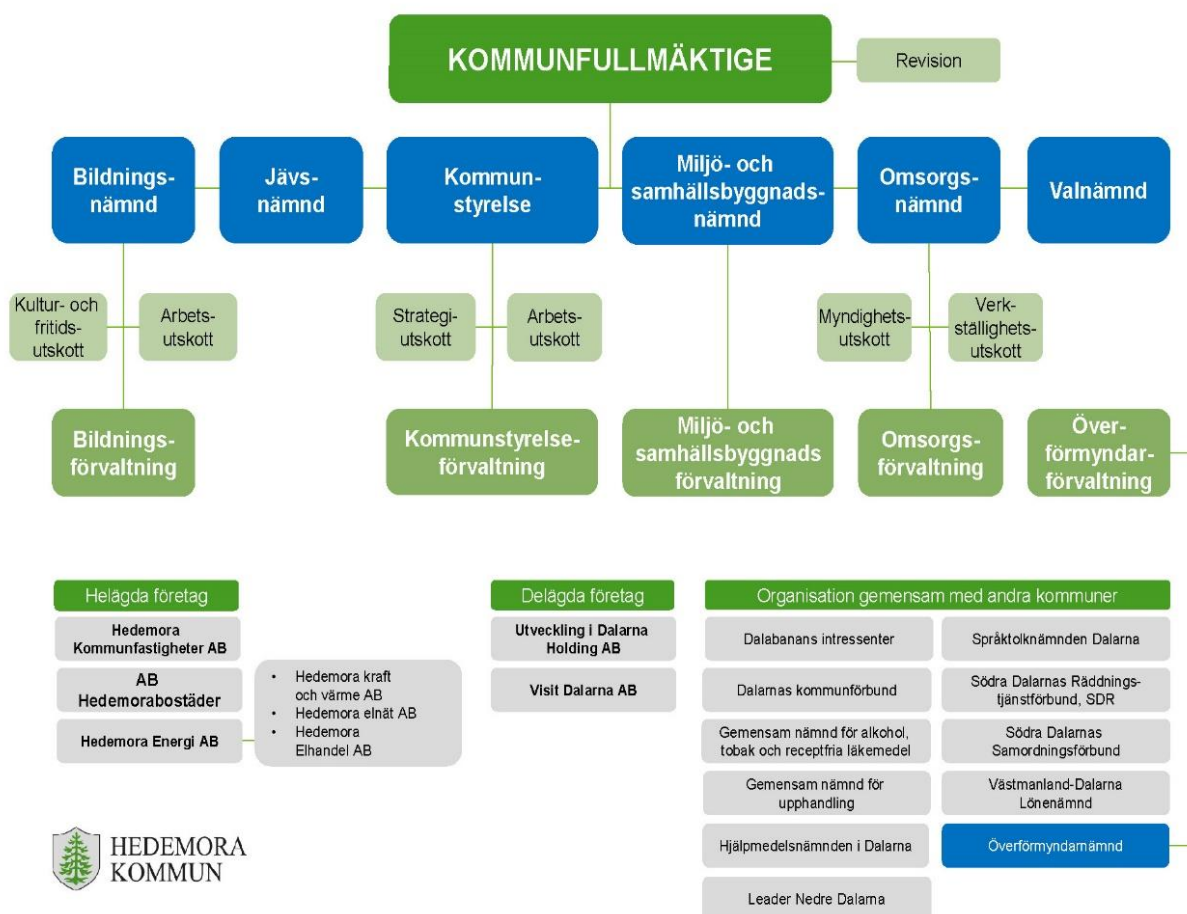 KOMMUNFULLMÄKTIGE
Revision
Bildnings-
nämnd
Jävs-
nämnd
Kommun-
styrelse
Miljö- och
samhällsbyggnads-
nämnd
Omsorgs-
nämnd
Valnämnd
Kultur- och
fritids-
utskott
Arbets-
utskott
Strategi-
utskott
Arbets-
utskott
Myndighets-
utskott
Verk-
ställighets-
utskott
Bildnings-
förvaltning
Kommunstyrelse-
förvaltning
Miljö- och
samhällsbyggnads
förvaltning
Omsorgs-
förvaltning
Över-
förmyndar-
förvaltning
Helägda företag
Hedemora
Kommunfastigheter AB
AB
Hedemorabostäder
Hedemora Energi AB
• Hedemora kraft
och värme AB
• Hedemora elnät AB
• Hedemora
Elhandel AB
Delägda företag
Utveckling i Dalarna
Holding AB
Visit Dalarna AB
Organisation gemensam med andra kommuner
Dalabanans intressenter
Dalarnas kommunförbund
Gemensam nämnd för alkohol,
tobak och receptfria läkemedel
Gemensam nämnd för
upphandling
Hjälpmedelsnämnden i Dalarna
Leader Nedre Dalarna
Språktolknämnden Dalarna
Södra Dalarnas Räddnings-
tjänstförbund, SDR
Södra Dalarnas
Samordningsförbund
Västmanland-Dalarna
Lönenämnd
Överförmyndarnämnd
HEDEMORA
KOMMUN